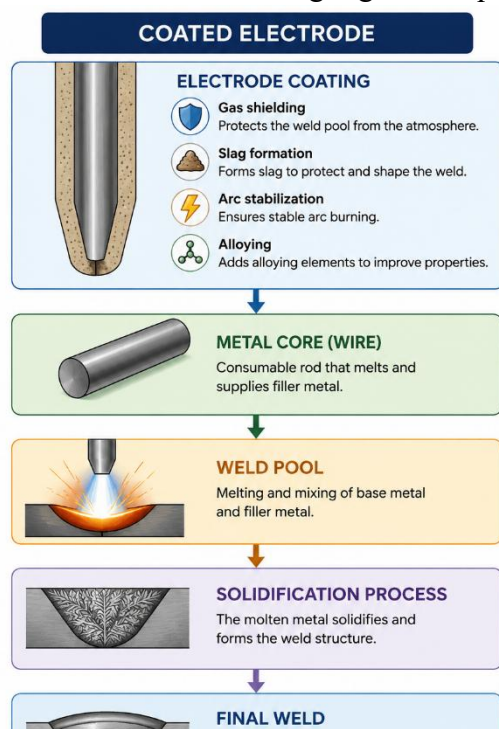 COATED ELECTRODE
ELECTRODE COATING
Gas shielding
Protects the weld pool from the atmosphere.
Slag formation
Forms slag to protect and shape the weld.
Arc stabilization
Ensures stable arc burning.
Alloying
Adds alloying elements to improve properties.
METAL CORE (WIRE)
Consumable rod that melts and
supplies filler metal.
WELD POOL
Melting and mixing of base metal
and filler metal.
SOLIDIFICATION PROCESS
The molten metal solidifies and
forms the weld structure.
FINAL WELD